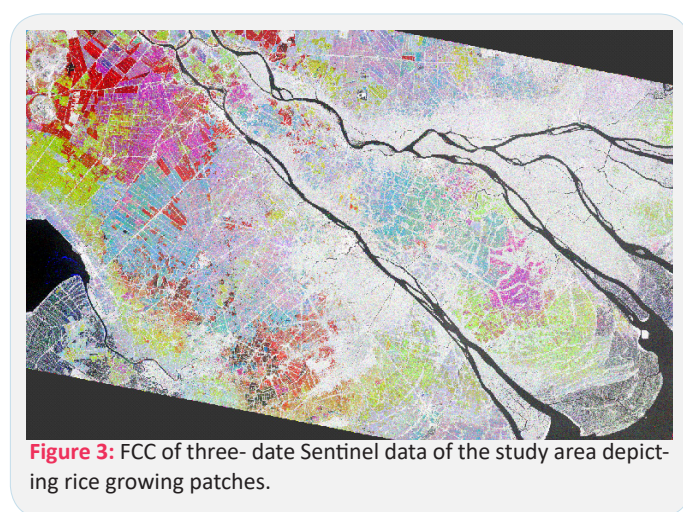 Figure 3: FCC of three- date Sentinel data of the study area depict-
ing rice growing patches.